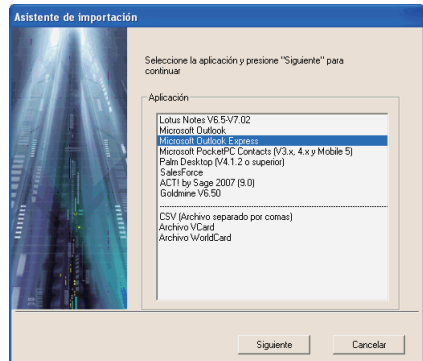 Asistente de importación
Seleccione la aplicación y presione "Siguiente" para
continuar
Aplicación
Lotus Notes V6.5-V7.02
Microsoft Outlook
Microsoft Outlook Express
Microsoft PocketPC Contacts (V3.x, 4.x y Mobile 5)
Palm Desktop (V4.1.2 o superior)
SalesForce
ACT! by Sage 2007 (9.0)
Goldmine V6.50
CSV (Archivo separado por comas)
Archivo VCard
Archivo WorldCard
Siguiente
Cancelar